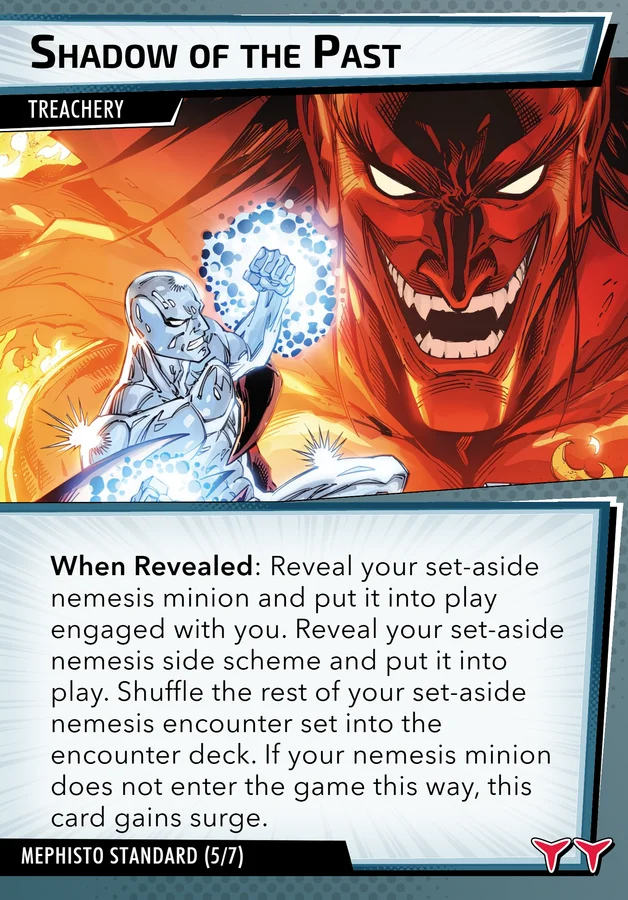 SHADOW OF THE PAST
TREACHERY
When Revealed: Reveal your set-aside
nemesis minion and put it into play
engaged with you. Reveal your set-aside
nemesis side scheme and put it into
play. Shuffle the rest of your set-aside
nemesis encounter set into the
encounter deck. If your nemesis minion
does not enter the game this way, this
card gains surge.
MEPHISTO STANDARD (5/7)